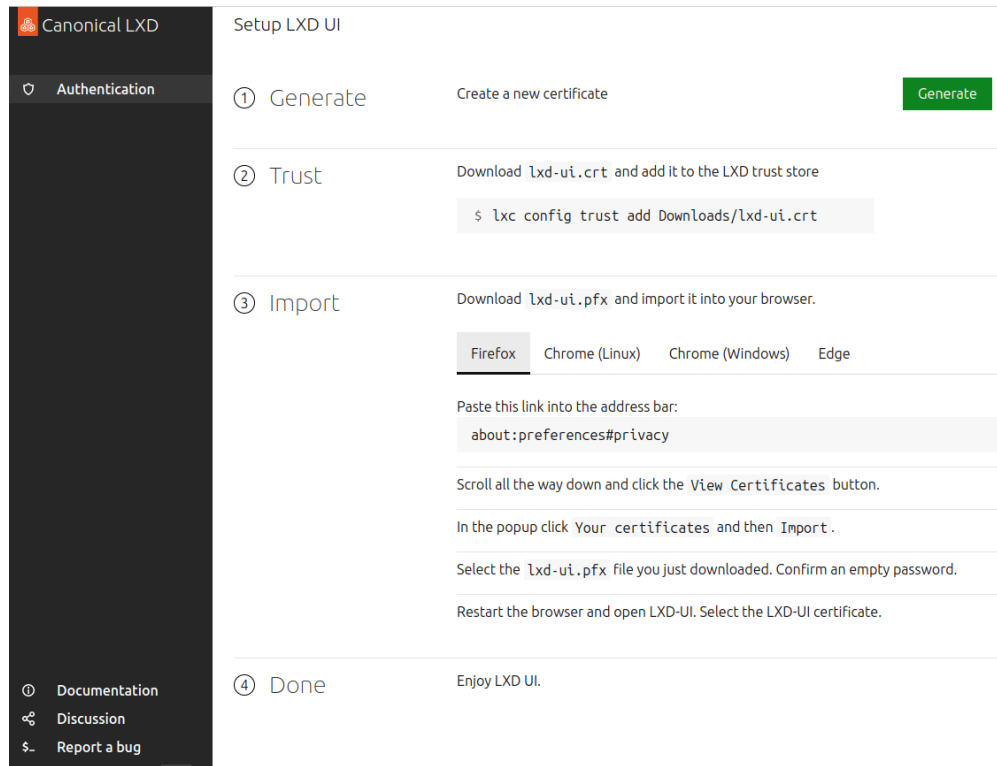 Canonical LXD
Authentication
Setup LXD UI
1 Generate
Create a new certificate
Generate
2 Trust
Download lxd-ui.crt and add it to the LXD trust store
$ lxc config trust add Downloads/lxd-ui.crt
3 Import
Download lxd-ui.pfx and import it into your browser.
Firefox Chrome (Linux) Chrome (Windows) Edge
Paste this link into the address bar:
about:preferences#privacy
Scroll all the way down and click the View Certificates button.
In the popup click Your certificates and then Import.
Select the lxd-ui.pfx file you just downloaded. Confirm an empty password.
Restart the browser and open LXD-UI. Select the LXD-UI certificate.
4 Done
Enjoy LXD UI.
Documentation
Discussion
$_ Report a bug